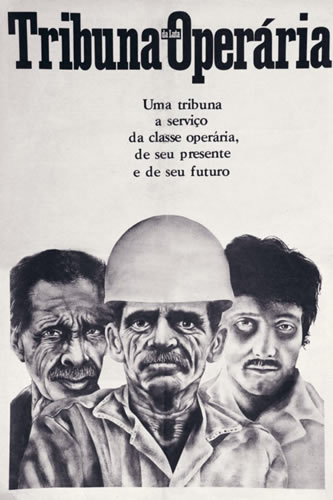 Tribuna da Luta Operária
Uma tribuna
a serviço
da classe operária,
de seu presente
e de seu futuro